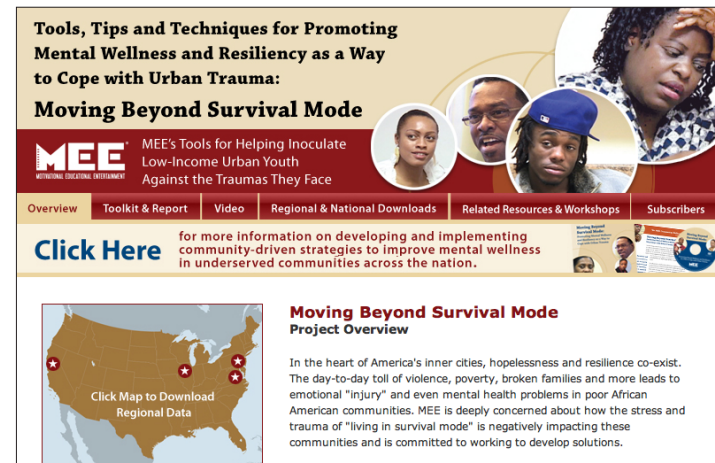 Tools, Tips and Techniques for Promoting
Mental Wellness and Resiliency as a Way
to Cope with Urban Trauma:
Moving Beyond Survival Mode
MEE
MOTIVATIONAL EDUCATIONAL ENTERTAINMENT
MEE's Tools for Helping Inoculate
Low-Income Urban Youth
Against the Traumas They Face
Overview Toolkit & Report Video Regional & National Downloads Related Resources & Workshops Subscribers
Click Here
for more information on developing and implementing
community-driven strategies to improve mental wellness
in underserved communities across the nation.
Moving Beyond
Survival Mode
Click Map to Download
Regional Data
Moving Beyond Survival Mode
Project Overview
In the heart of America's inner cities, hopelessness and resilience co-exist.
The day-to-day toll of violence, poverty, broken families and more leads to
emotional "injury" and even mental health problems in poor African
American communities. MEE is deeply concerned about how the stress and
trauma of "living in survival mode" is negatively impacting these
communities and is committed to working to develop solutions.